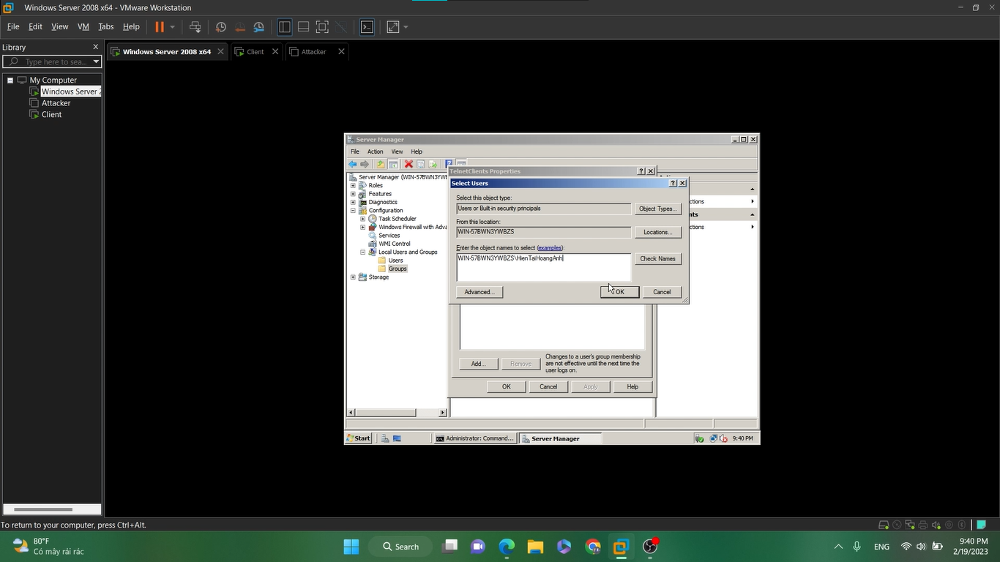 Windows Server 2008 x64 - VMware Workstation
File Edit View VM Tabs Help
Library
Type here to sea...
My Computer
Windows Server 2
Attacker
Client
Windows Server 2008 x64
Client
Attacker
Server Manager
File Action View Help
Server Manager (WIN-57BWN3YWB
Roles
Features
Diagnostics
Configuration
Task Scheduler
Windows Firewall with Adva
Services
WMI Control
Local Users and Groups
Users
Groups
Storage
TelnetClients Properties
Select Users
Select this object type:
Users or Built-in security principals
Object Types...
From this location:
WIN-57BWN3YWBZS
Locations...
Enter the object names to select (examples):
WIN-57BWN3YWBZS\HienTaiHoangAnh
Check Names
Advanced...
OK
Cancel
ctions
nts
ctions
Add...
Remove
Changes to a user's group membership
are not effective until the next time the
user logs on.
OK
Cancel
Apply
Help
Start
Administrator: Command...
Server Manager
9:40 PM
To return to your computer, press Ctrl+Alt.
80°F
Có mây rải rác
Search
ENG
9:40 PM
2/19/2023